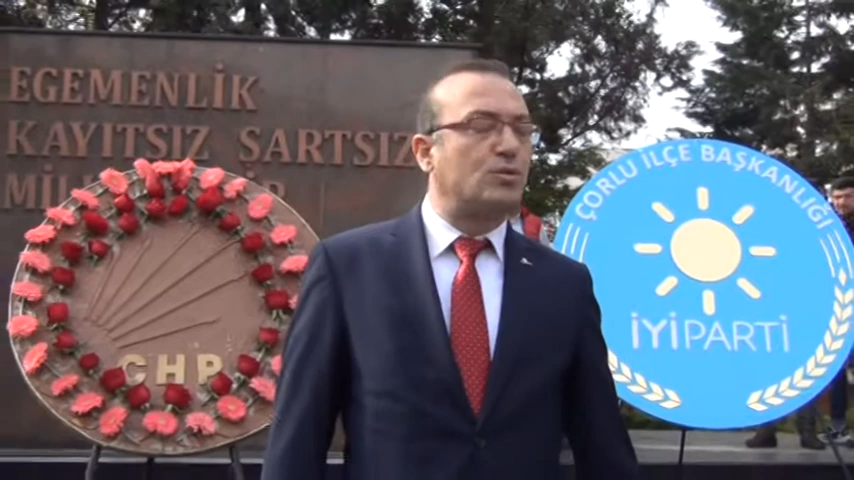 EGEMENLİK
KAYITSIZ ŞARTSIZ
CHP
ÇORLU İLÇE BAŞKANLIĞI
İYİ PARTİ